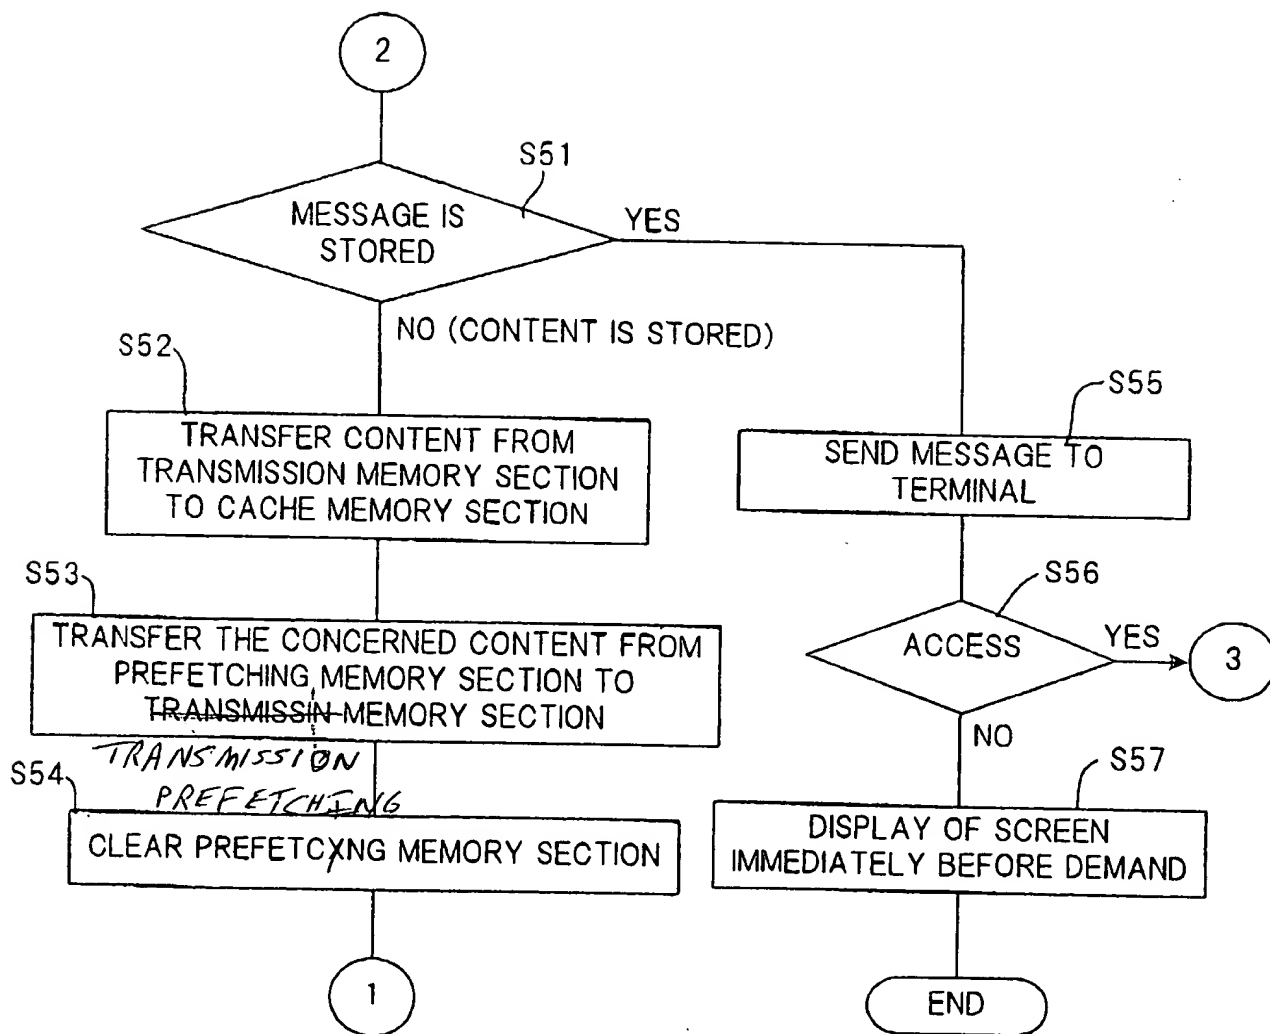 2
S51
MESSAGE IS
STORED
YES
NO (CONTENT IS STORED)
S52
TRANSFER CONTENT FROM
TRANSMISSION MEMORY SECTION
TO CACHE MEMORY SECTION
S53
TRANSFER THE CONCERNED CONTENT FROM
PREFETCHING MEMORY SECTION TO
TRANSMISSIN MEMORY SECTION
TRANSMISSION
S54
PREFETCHING
CLEAR PREFETCXNG MEMORY SECTION
1
S55
SEND MESSAGE TO
TERMINAL
S56
ACCESS
YES
3
NO
S57
DISPLAY OF SCREEN
IMMEDIATELY BEFORE DEMAND
END